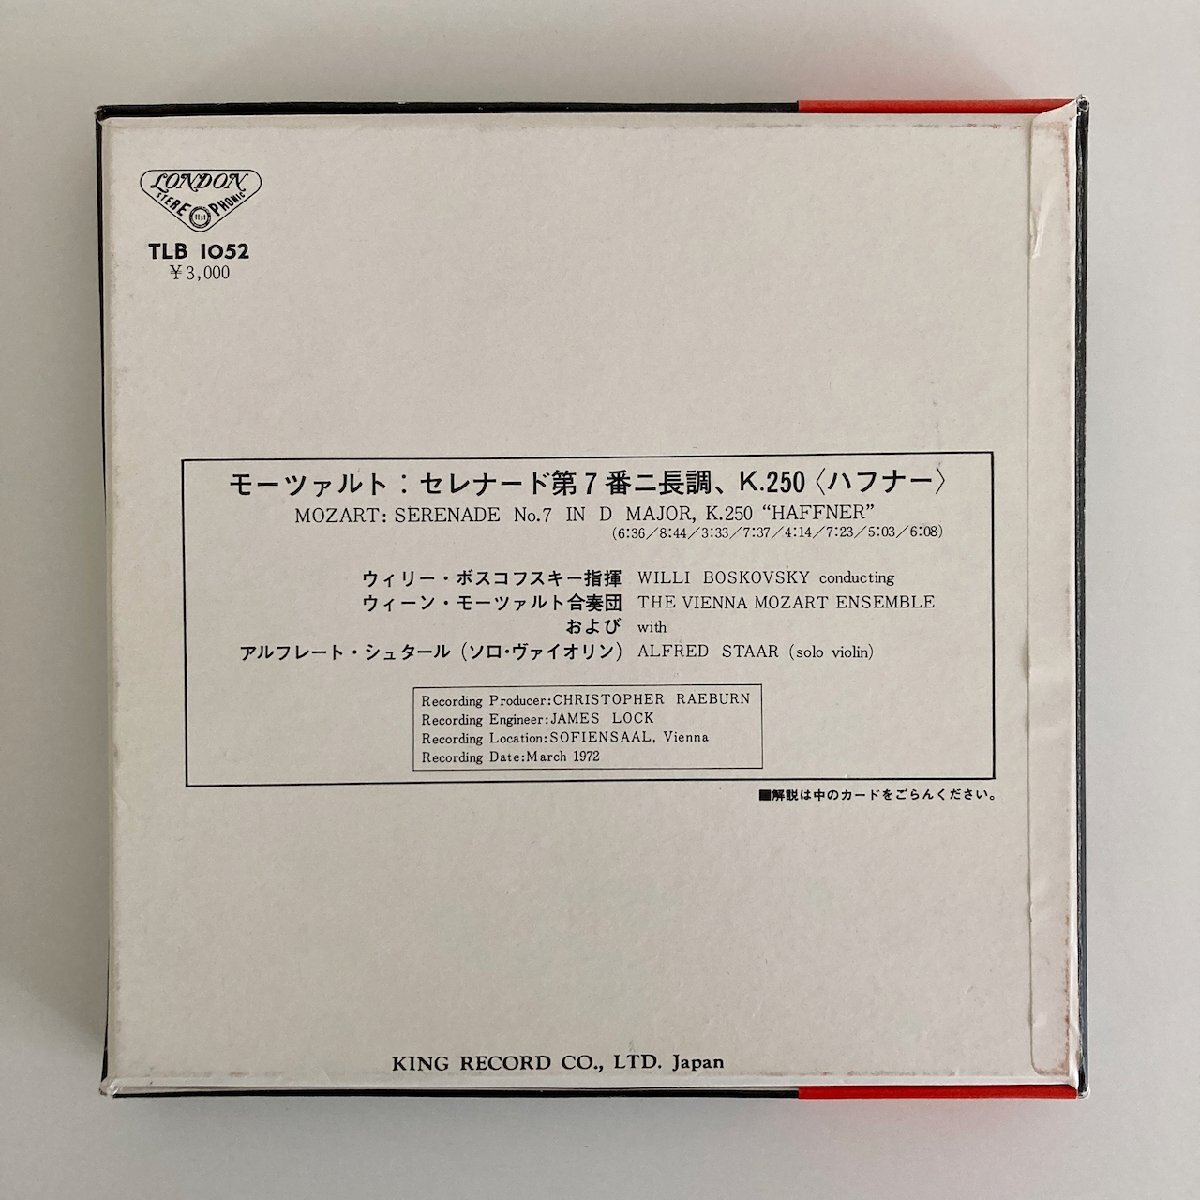 LONDON
STEREOPHONIC
TLB 1052
¥3,000
モーツァルト：セレナード第7番ニ長調、K.250〈ハフナー〉
MOZART: SERENADE No.7 IN D MAJOR, K.250 “HAFFNER”
(6:36／8:44／3:33／7:37／4:14／7:23／5:03／6:08)
ウィリー・ボスコフスキー指揮 WILLI BOSKOVSKY conducting
ウィーン・モーツァルト合奏団 THE VIENNA MOZART ENSEMBLE
および with
アルフレート・シュタール（ソロ・ヴァイオリン） ALFRED STAAR (solo violin)
Recording Producer:CHRISTOPHER RAEBURN
Recording Engineer:JAMES LOCK
Recording Location:SOFIENSAAL, Vienna
Recording Date:March 1972
■解説は中のカードをごらんください。
KING RECORD CO., LTD. Japan